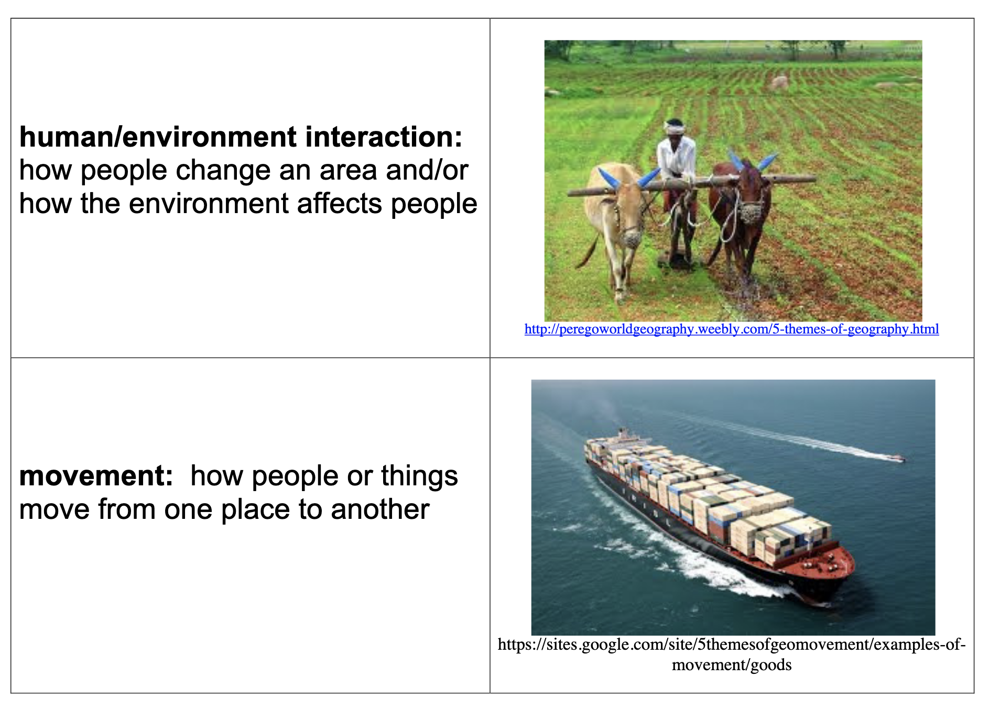 human/environment interaction:
how people change an area and/or
how the environment affects people
http://peregoworldgeography.weebly.com/5-themes-of-geography.html
movement:  how people or things
move from one place to another
https://sites.google.com/site/5themesofgeomovement/examples-of-
movement/goods